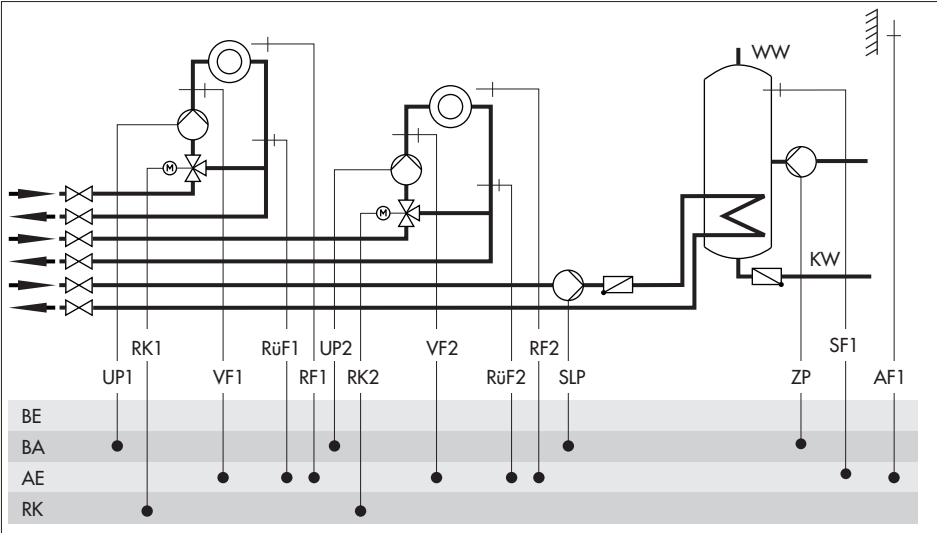 WW
M
M
KW
RK1 RüF1 UP2 VF2 RF2 SF1
UP1 VF1 RF1 RK2 RüF2 SLP ZP AF1
BE
BA
AE
RK